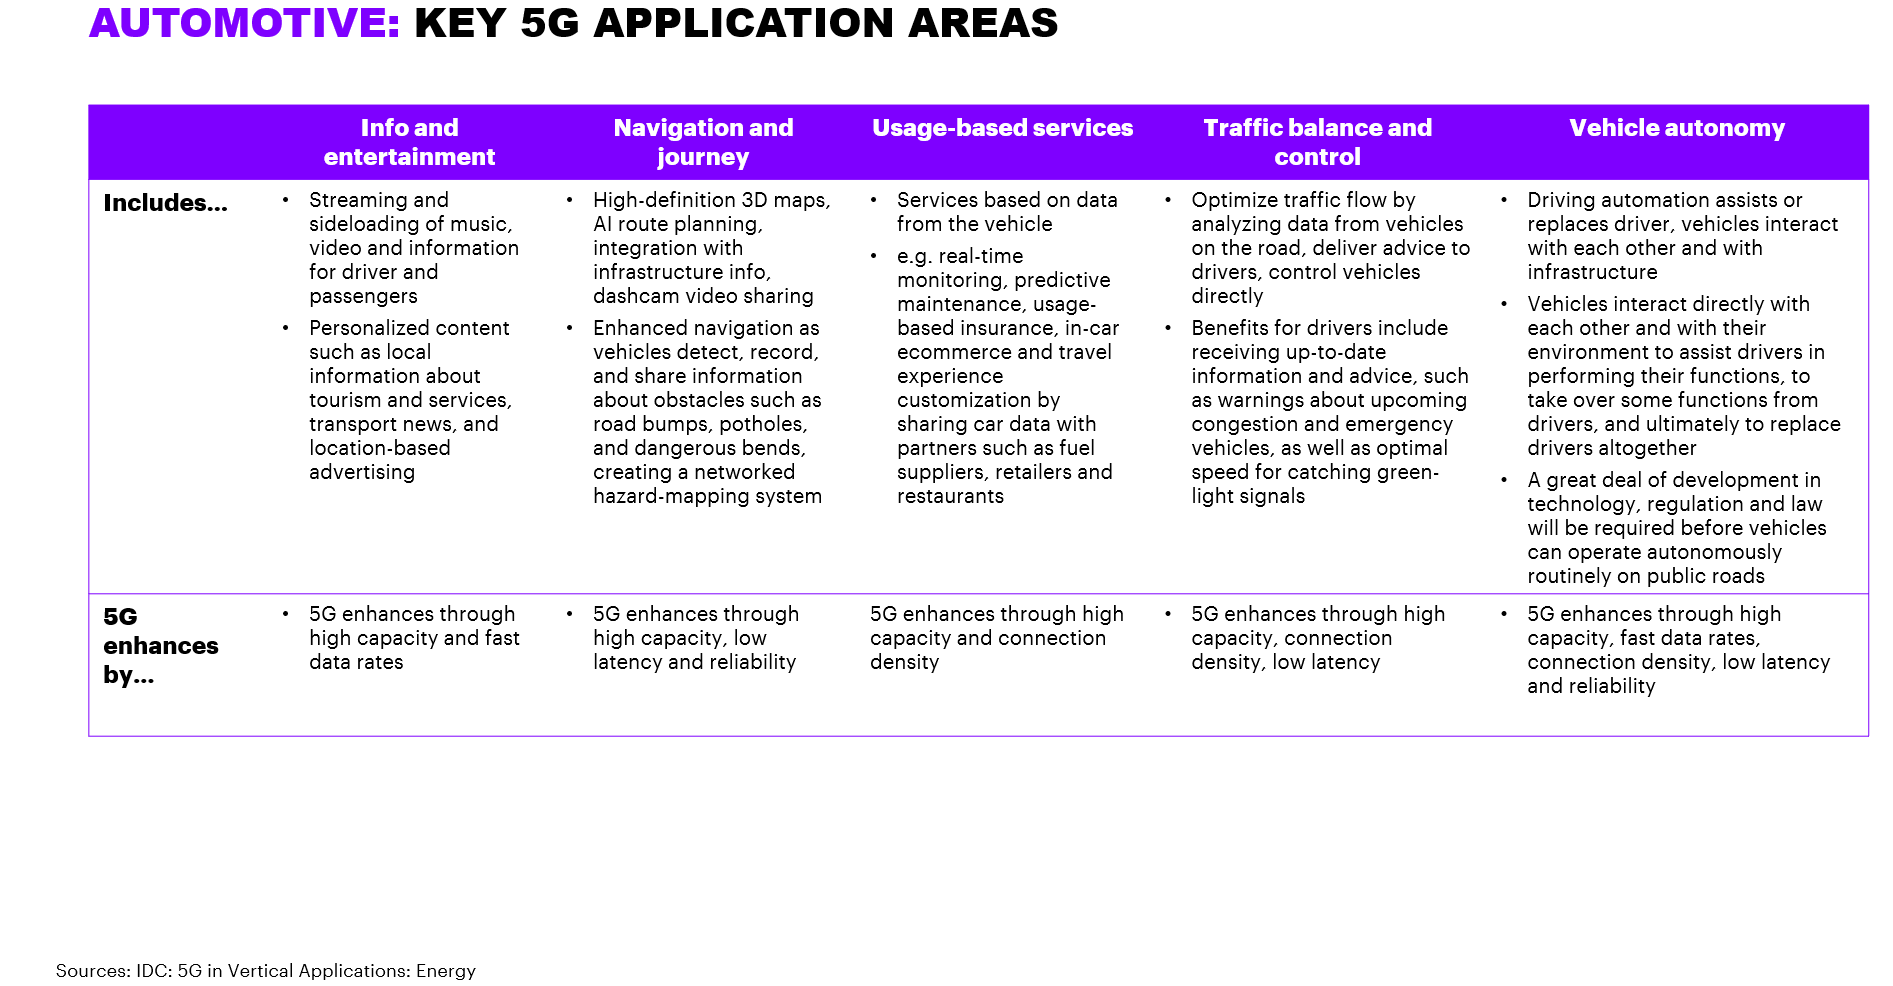 AUTOMOTIVE: KEY 5G APPLICATION AREAS
Info and
entertainment
Navigation and
journey
Usage-based services
Traffic balance and
control
Vehicle autonomy
Includes...
• Streaming and
sideloading of music,
video and information
for driver and
passengers
• Personalized content
such as local
information about
tourism and services,
transport news, and
location-based
advertising
• High-definition 3D maps,
AI route planning,
integration with
infrastructure info,
dashcam video sharing
• Enhanced navigation as
vehicles detect, record,
and share information
about obstacles such as
road bumps, potholes,
and dangerous bends,
creating a networked
hazard-mapping system
• Services based on data
from the vehicle
• e.g. real-time
monitoring, predictive
maintenance, usage-
based insurance, in-car
ecommerce and travel
experience
customization by
sharing car data with
partners such as fuel
suppliers, retailers and
restaurants
• Optimize traffic flow by
analyzing data from vehicles
on the road, deliver advice to
drivers, control vehicles
directly
• Benefits for drivers include
receiving up-to-date
information and advice, such
as warnings about upcoming
congestion and emergency
vehicles, as well as optimal
speed for catching green-
light signals
• Driving automation assists or
replaces driver, vehicles interact
with each other and with
infrastructure
• Vehicles interact directly with
each other and with their
environment to assist drivers in
performing their functions, to
take over some functions from
drivers, and ultimately to replace
drivers altogether
• A great deal of development in
technology, regulation and law
will be required before vehicles
can operate autonomously
routinely on public roads
5G
enhances
by...
• 5G enhances through
high capacity and fast
data rates
• 5G enhances through
high capacity, low
latency and reliability
5G enhances through high
capacity and connection
density
• 5G enhances through high
capacity, connection
density, low latency
• 5G enhances through high
capacity, fast data rates,
connection density, low latency
and reliability
Sources: IDC: 5G in Vertical Applications: Energy